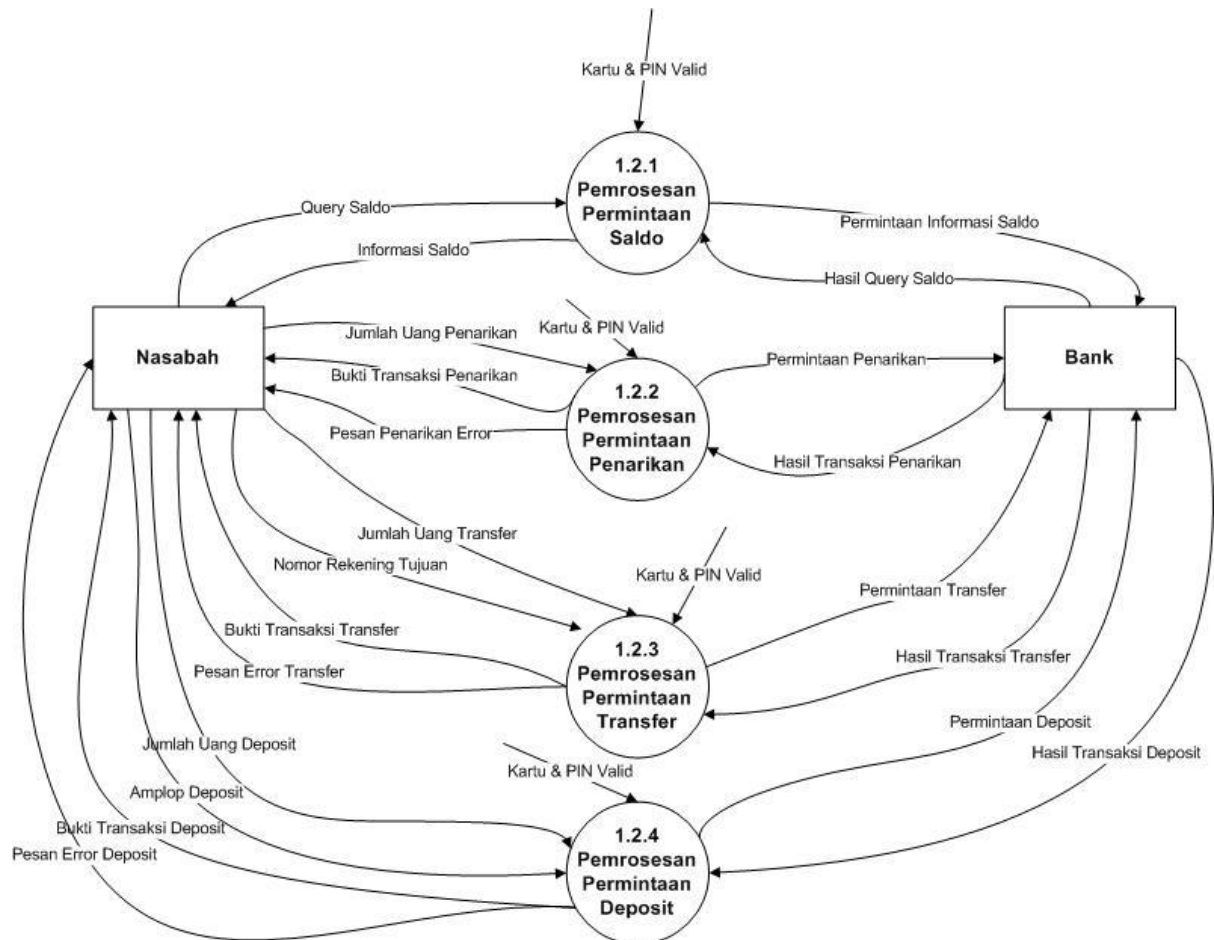 Kartu & PIN Valid
1.2.1
Pemrosesan
Permintaan
Saldo
Query Saldo
Permintaan Informasi Saldo
Informasi Saldo
Hasil Query Saldo
Nasabah
Jumlah Uang Penarikan
Kartu & PIN Valid
Bukti Transaksi Penarikan
1.2.2
Pemrosesan
Permintaan
Penarikan
Permintaan Penarikan
Bank
Pesan Penarikan Error
Hasil Transaksi Penarikan
Jumlah Uang Transfer
Nomor Rekening Tujuan
Kartu & PIN Valid
Permintaan Transfer
Bukti Transaksi Transfer
1.2.3
Pemrosesan
Permintaan
Transfer
Pesan Error Transfer
Hasil Transaksi Transfer
Permintaan Deposit
Jumlah Uang Deposit
Hasil Transaksi Deposit
Kartu & PIN Valid
Amplop Deposit
Bukti Transaksi Deposit
1.2.4
Pemrosesan
Permintaan
Deposit
Pesan Error Deposit